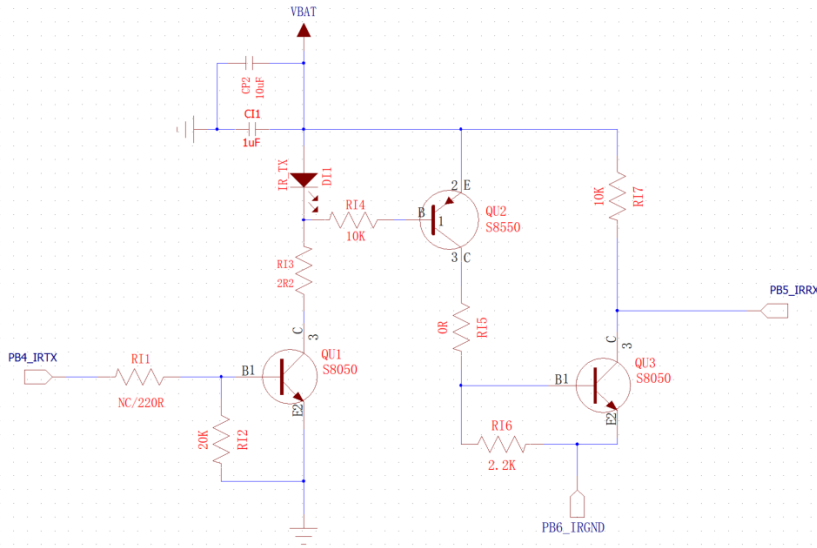 VBAT
CP2
10uF
CI1
1uF
IR_TX
DI1
RI4
10K
B
1
2
E
QU2
S8550
3
C
10K
RI7
RI3
2R2
0R
RI5
PB5_IRRX
C
3
PB4_IRTX
RI1
NC/220R
B1
QU1
S8050
E2
20K
RI2
C
3
B1
QU3
S8050
E2
RI6
2.2K
PB6_IRGND